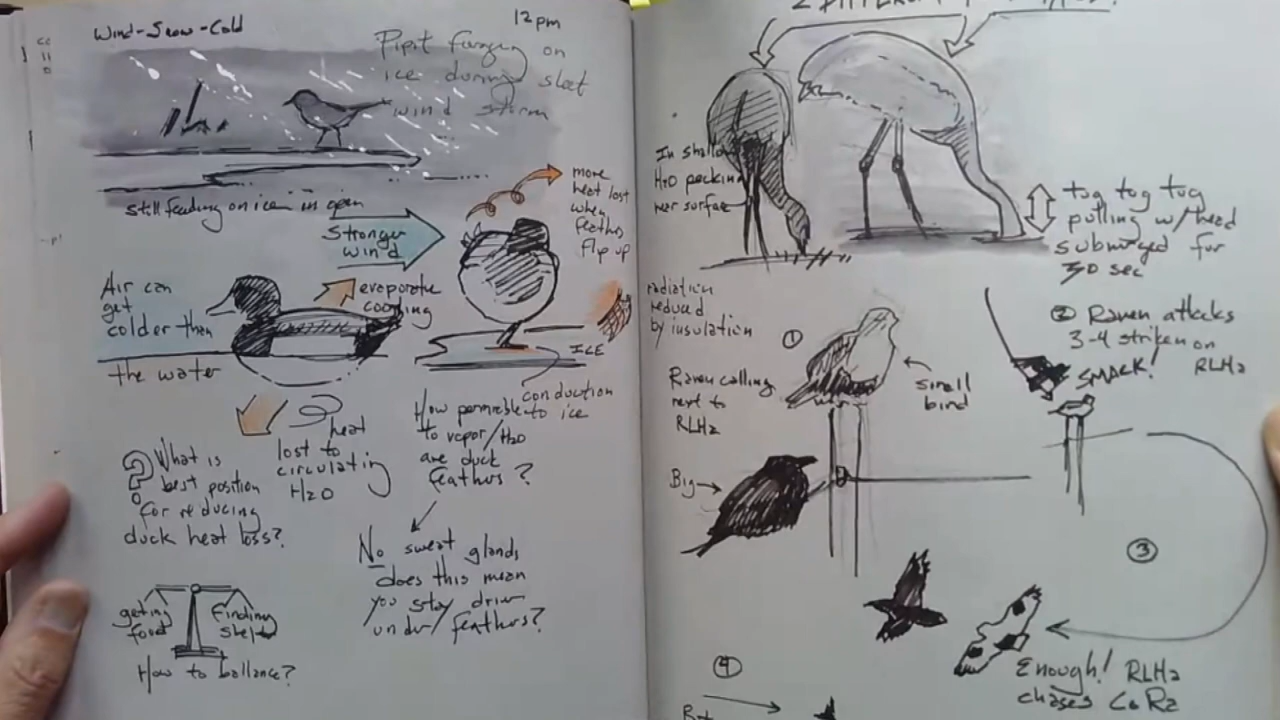 Wind-Snow-Cold
12pm
Pipit foraging on
ice during sleet
wind storm
still feeding on ice in open
Stronger
wind
more
heat lost
when
feathers
flip up
Air can
get
colder than
the water
evaporate
cooling
ICE
conduction
to ice
heat
lost to
circulating
H2O
? What is
best position
for reducing
duck heat loss?
How permiable
to vapor/H2O
are duck
feathers?
No sweat glands
does this mean
you stay drier
under feathers?
geting
food
Finding
shelter
How to ballance?
2 DIFFERENT
In shallow
H2O pecking
near surface
tug tug tug
pulling w/head
submerged for
30 sec
radiation
reduced
by insulation
①
Raven calling
next to
RLHa
small
bird
Big
② Raven attacks
3-4 strikes on
RLHa
SMACK!
③
Enough! RLHa
chases CoRa
④